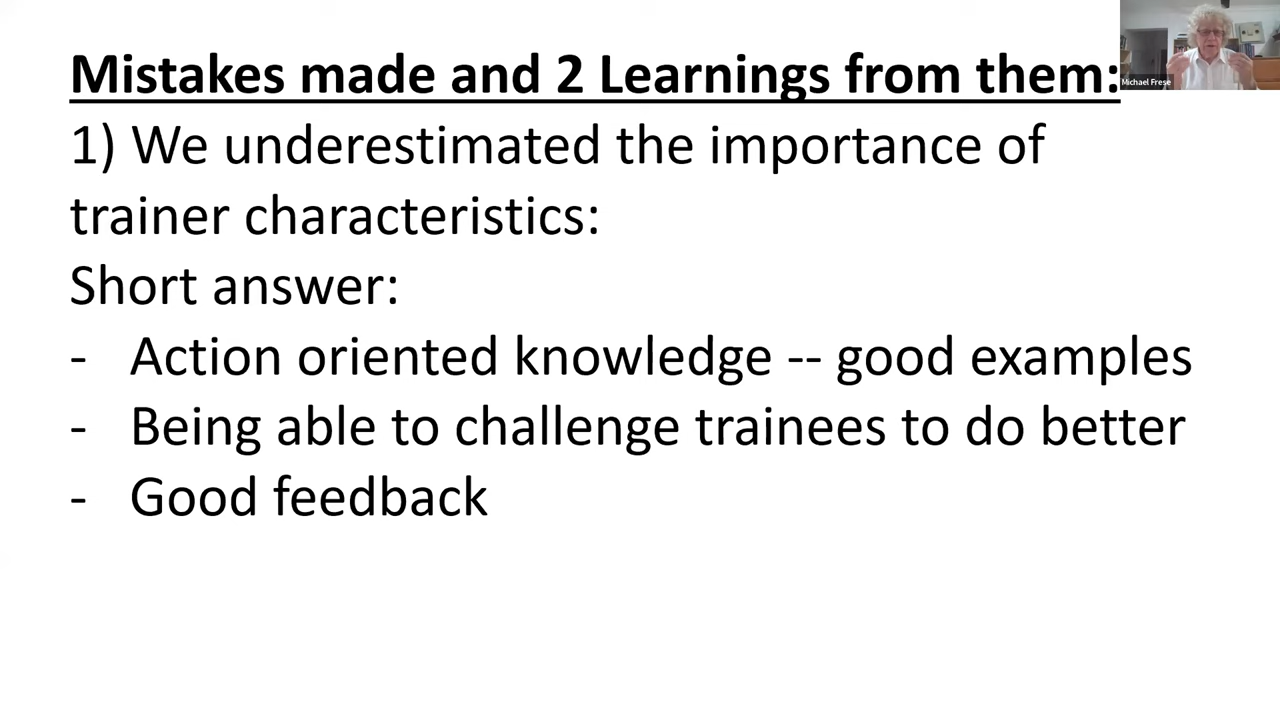 Mistakes made and 2 Learnings from them:
Michael Frese
1) We underestimated the importance of
trainer characteristics:
Short answer:
- Action oriented knowledge -- good examples
- Being able to challenge trainees to do better
- Good feedback